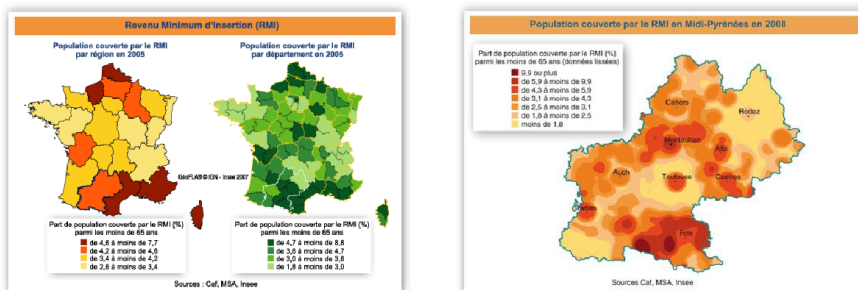 Revenu Minimum d'Insertion (RMI)
Population couverte par le RMI
par région en 2005
Population couverte par le RMI
par département en 2005
GéoFLA® © IGN - Insee 2007
Part de population couverte par le RMI (%)
parmi les moins de 65 ans
de 4,8 à moins de 7,7
de 4,2 à moins de 4,8
de 3,4 à moins de 4,2
de 2,6 à moins de 3,4
Part de population couverte par le RMI (%)
parmi les moins de 65 ans
de 4,7 à moins de 8,8
de 3,6 à moins de 4,7
de 3,0 à moins de 3,6
de 1,8 à moins de 3,0
Sources : Caf, MSA, Insee
Population couverte par le RMI en Midi-Pyrénées en 2008
Part de population couverte par le RMI (%)
parmi les moins de 65 ans (données lissées)
9,9 ou plus
de 5,9 à moins de 9,9
de 4,3 à moins de 5,9
de 3,1 à moins de 4,3
de 2,5 à moins de 3,1
de 1,8 à moins de 2,5
moins de 1,8
Cahors
Rodez
Montauban
Albi
Auch
Toulouse
Castres
Tarbes
Foix
Sources Caf, MSA, Insee